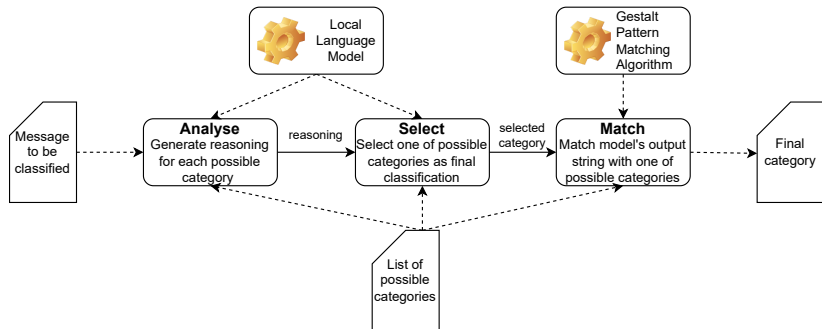 Local
Language
Model
Gestalt
Pattern
Matching
Algorithm
Message
to be
classified
Analyse
Generate reasoning
for each possible
category
reasoning
Select
Select one of possible
categories as final
classification
selected
category
Match
Match model's output
string with one of
possible categories
Final
category
List of
possible
categories